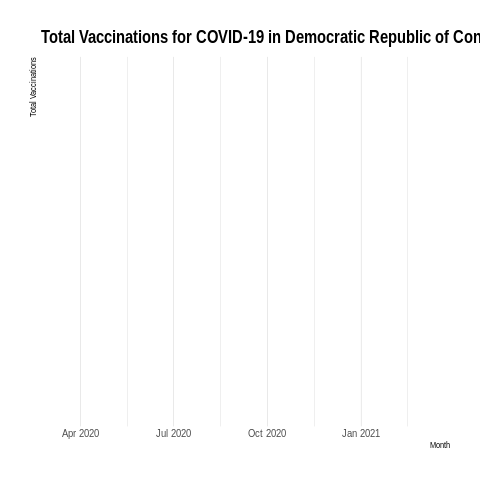 Total Vaccinations for COVID-19 in Democratic Republic of Con
Total Vaccinations
Apr 2020 Jul 2020 Oct 2020 Jan 2021
Month